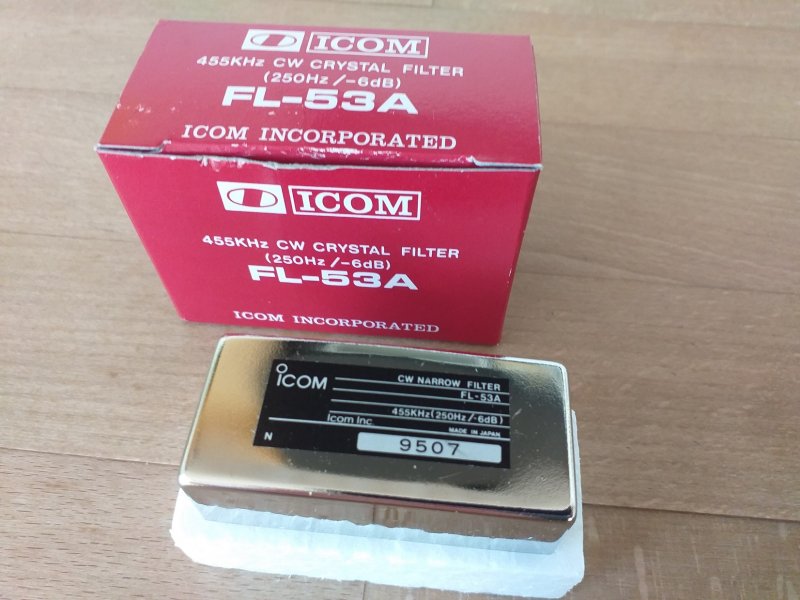 ICOM
455KHz CW CRYSTAL FILTER
(250Hz/-6dB)
FL-53A
ICOM INCORPORATED
ICOM
455KHz CW CRYSTAL FILTER
(250Hz/-6dB)
FL-53A
ICOM INCORPORATED
ICOM
CW NARROW FILTER
FL-53A
455KHz(250Hz/-6dB)
Icom Inc.
MADE IN JAPAN
N
9507